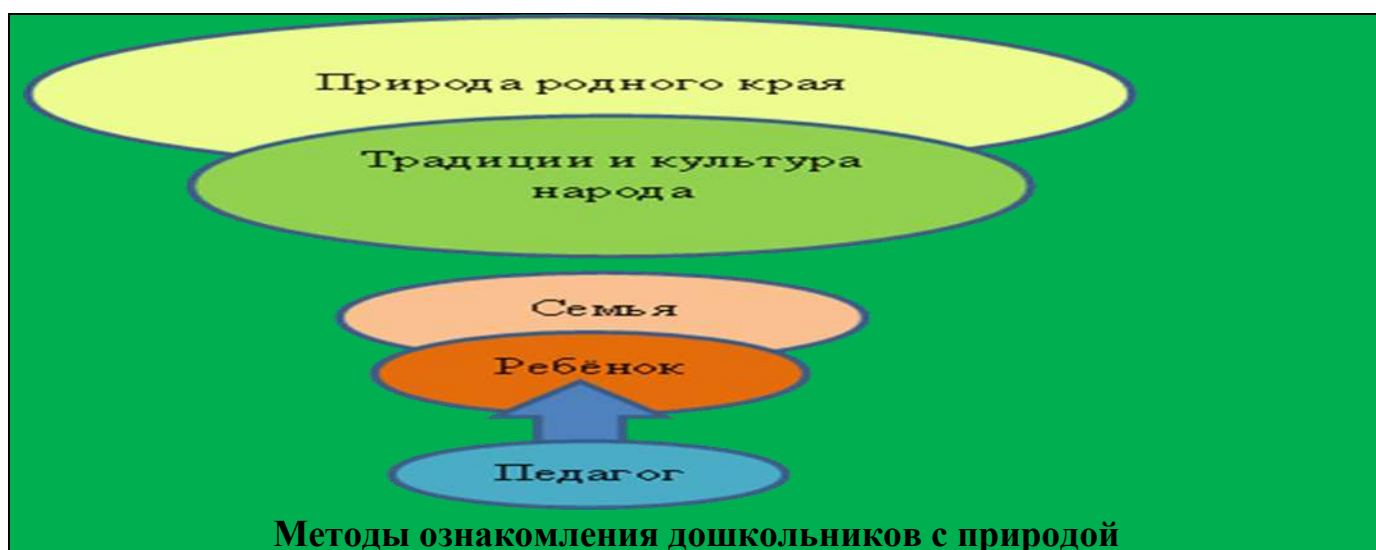 Природа родного края
Традиции и культура
народа
Семья
Ребёнок
Педагог
Методы ознакомления дошкольников с природой